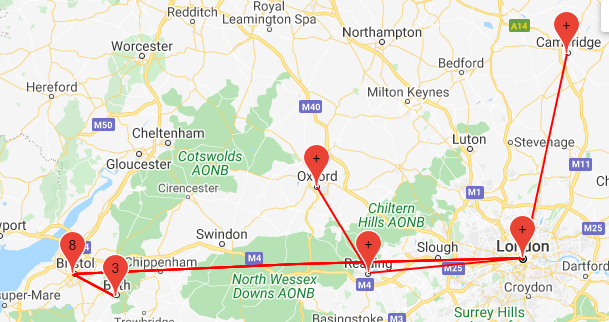 Royal
Redditch
Leamington Spa
Northampton
A14
+
Cambridge
Worcester
Bedford
Hereford
Milton Keynes
M40
M50
Cheltenham
Luton
Stevenage
Gloucester
Cotswolds
AONB
+
Oxford
M11
Cirencester
M1
Chiltern
Hills AONB
+
+
M25
Swindon
8
3
Bristol
Bath
Chippenham
M4
Slough
London
Reading
M25
Dartford
M4
North Wessex
Downs AONB
Croydon
super-Mare
Trowbridge
Basingstoke
M3
Surrey Hills